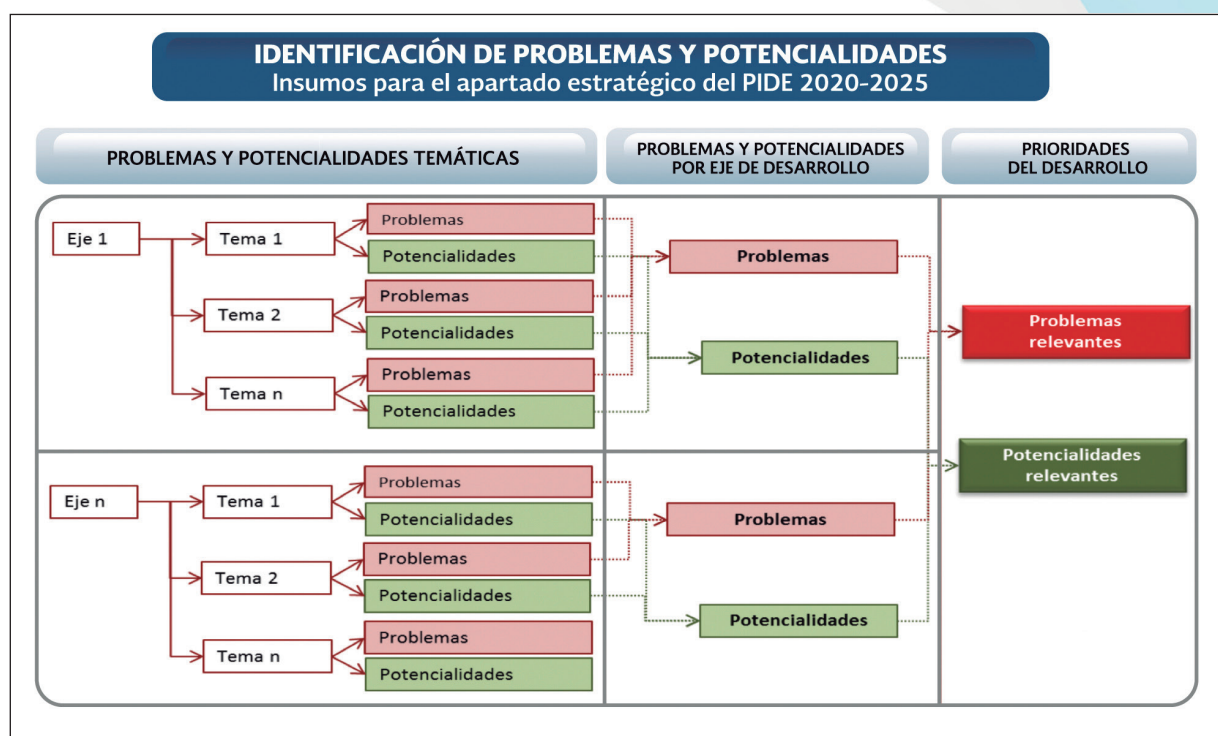 IDENTIFICACIÓN DE PROBLEMAS Y POTENCIALIDADES
Insumos para el apartado estratégico del PIDE 2020-2025
PROBLEMAS Y POTENCIALIDADES TEMÁTICAS
PROBLEMAS Y POTENCIALIDADES
POR EJE DE DESARROLLO
PRIORIDADES
DEL DESARROLLO
Eje 1
Tema 1
Problemas
Potencialidades
Tema 2
Problemas
Potencialidades
Tema n
Problemas
Potencialidades
Problemas
Potencialidades
Eje n
Tema 1
Problemas
Potencialidades
Tema 2
Problemas
Potencialidades
Tema n
Problemas
Potencialidades
Problemas
Potencialidades
Problemas
relevantes
Potencialidades
relevantes